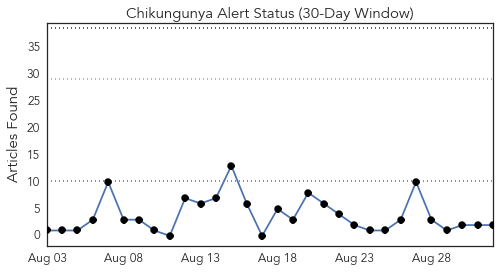 Chikungunya Alert Status (30-Day Window)
Articles Found
35
30
25
20
15
10
5
0
Aug 03 Aug 08 Aug 13 Aug 18 Aug 23 Aug 28